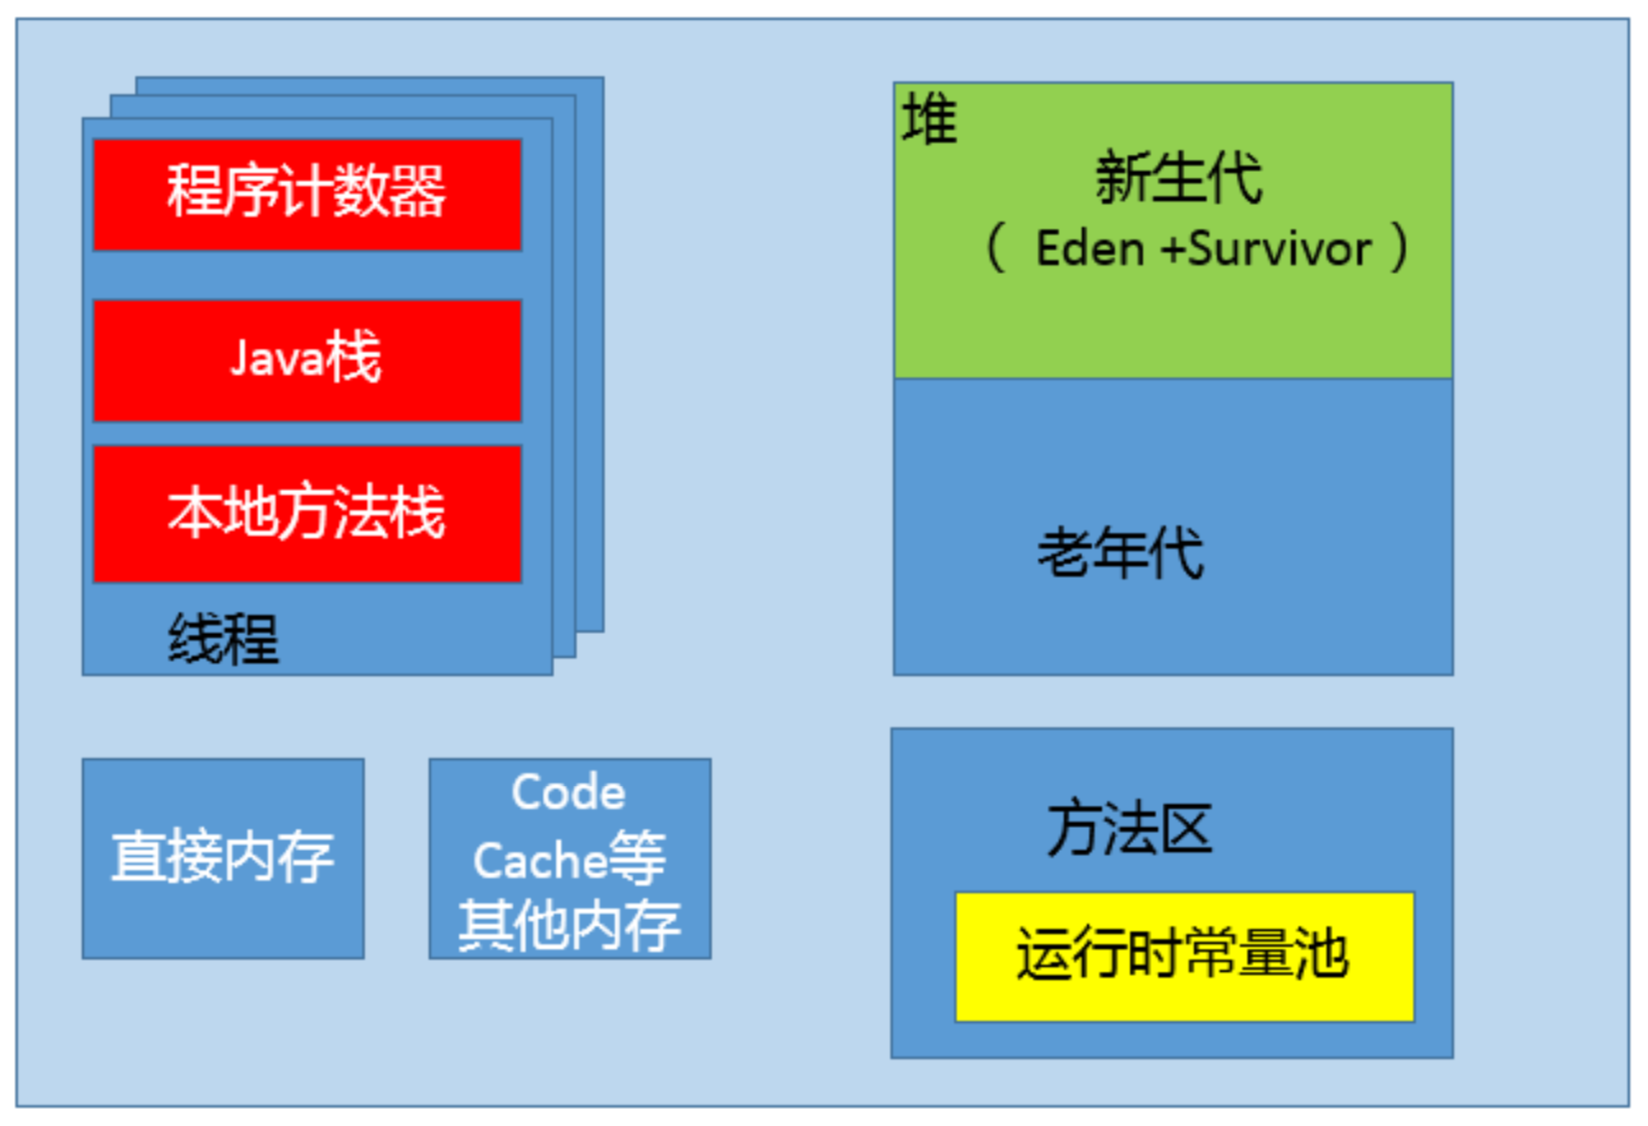 程序计数器
Java栈
本地方法栈
线程
堆
新生代
（ Eden +Survivor ）
老年代
直接内存
Code
Cache等
其他内存
方法区
运行时常量池